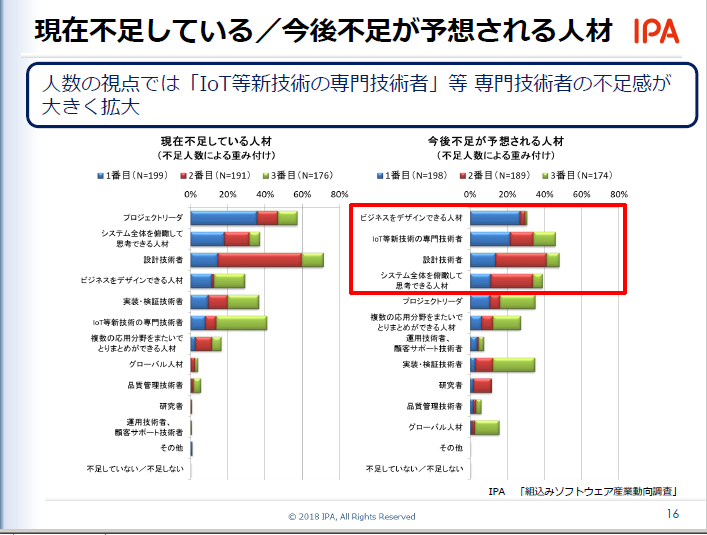 現在不足している／今後不足が予想される人材
IPA
人数の視点では「IoT等新技術の専門技術者」等 専門技術者の不足感が
大きく拡大
現在不足している人材
（不足人数による重み付け）
1番目（N=199） 2番目（N=191） 3番目（N=176）
0% 20% 40% 60% 80%
プロジェクトリーダ
システム全体を俯瞰して
思考できる人材
設計技術者
ビジネスをデザインできる人材
実装・検証技術者
IoT等新技術の専門技術者
複数の応用分野をまたいで
とりまとめができる人材
グローバル人材
品質管理技術者
研究者
運用技術者、
顧客サポート技術者
その他
不足していない／不足しない
今後不足が予想される人材
（不足人数による重み付け）
1番目（N=198） 2番目（N=189） 3番目（N=174）
0% 20% 40% 60% 80%
ビジネスをデザインできる人材
IoT等新技術の専門技術者
設計技術者
システム全体を俯瞰して
思考できる人材
プロジェクトリーダ
複数の応用分野をまたいで
とりまとめができる人材
運用技術者、
顧客サポート技術者
実装・検証技術者
研究者
品質管理技術者
グローバル人材
その他
不足していない／不足しない
IPA 「組込みソフトウェア産業動向調査」
© 2018 IPA, All Rights Reserved
16